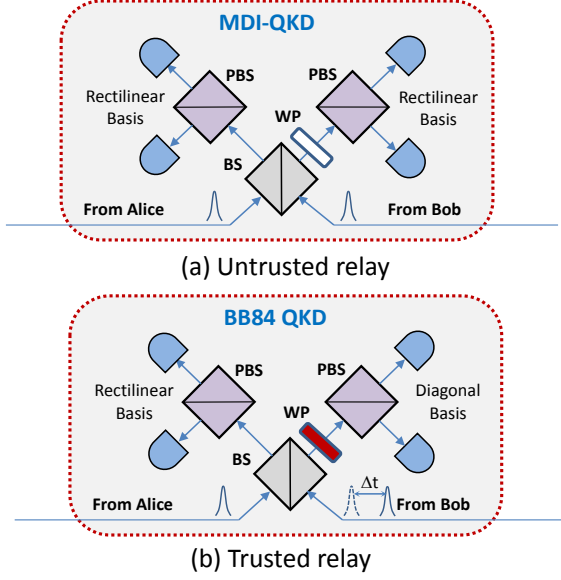 MDI-QKD
PBS
PBS
Rectilinear
Basis
WP
Rectilinear
Basis
BS
From Alice
From Bob
(a) Untrusted relay
BB84 QKD
PBS
PBS
Rectilinear
Basis
WP
Diagonal
Basis
BS
From Alice
Δt
From Bob
(b) Trusted relay